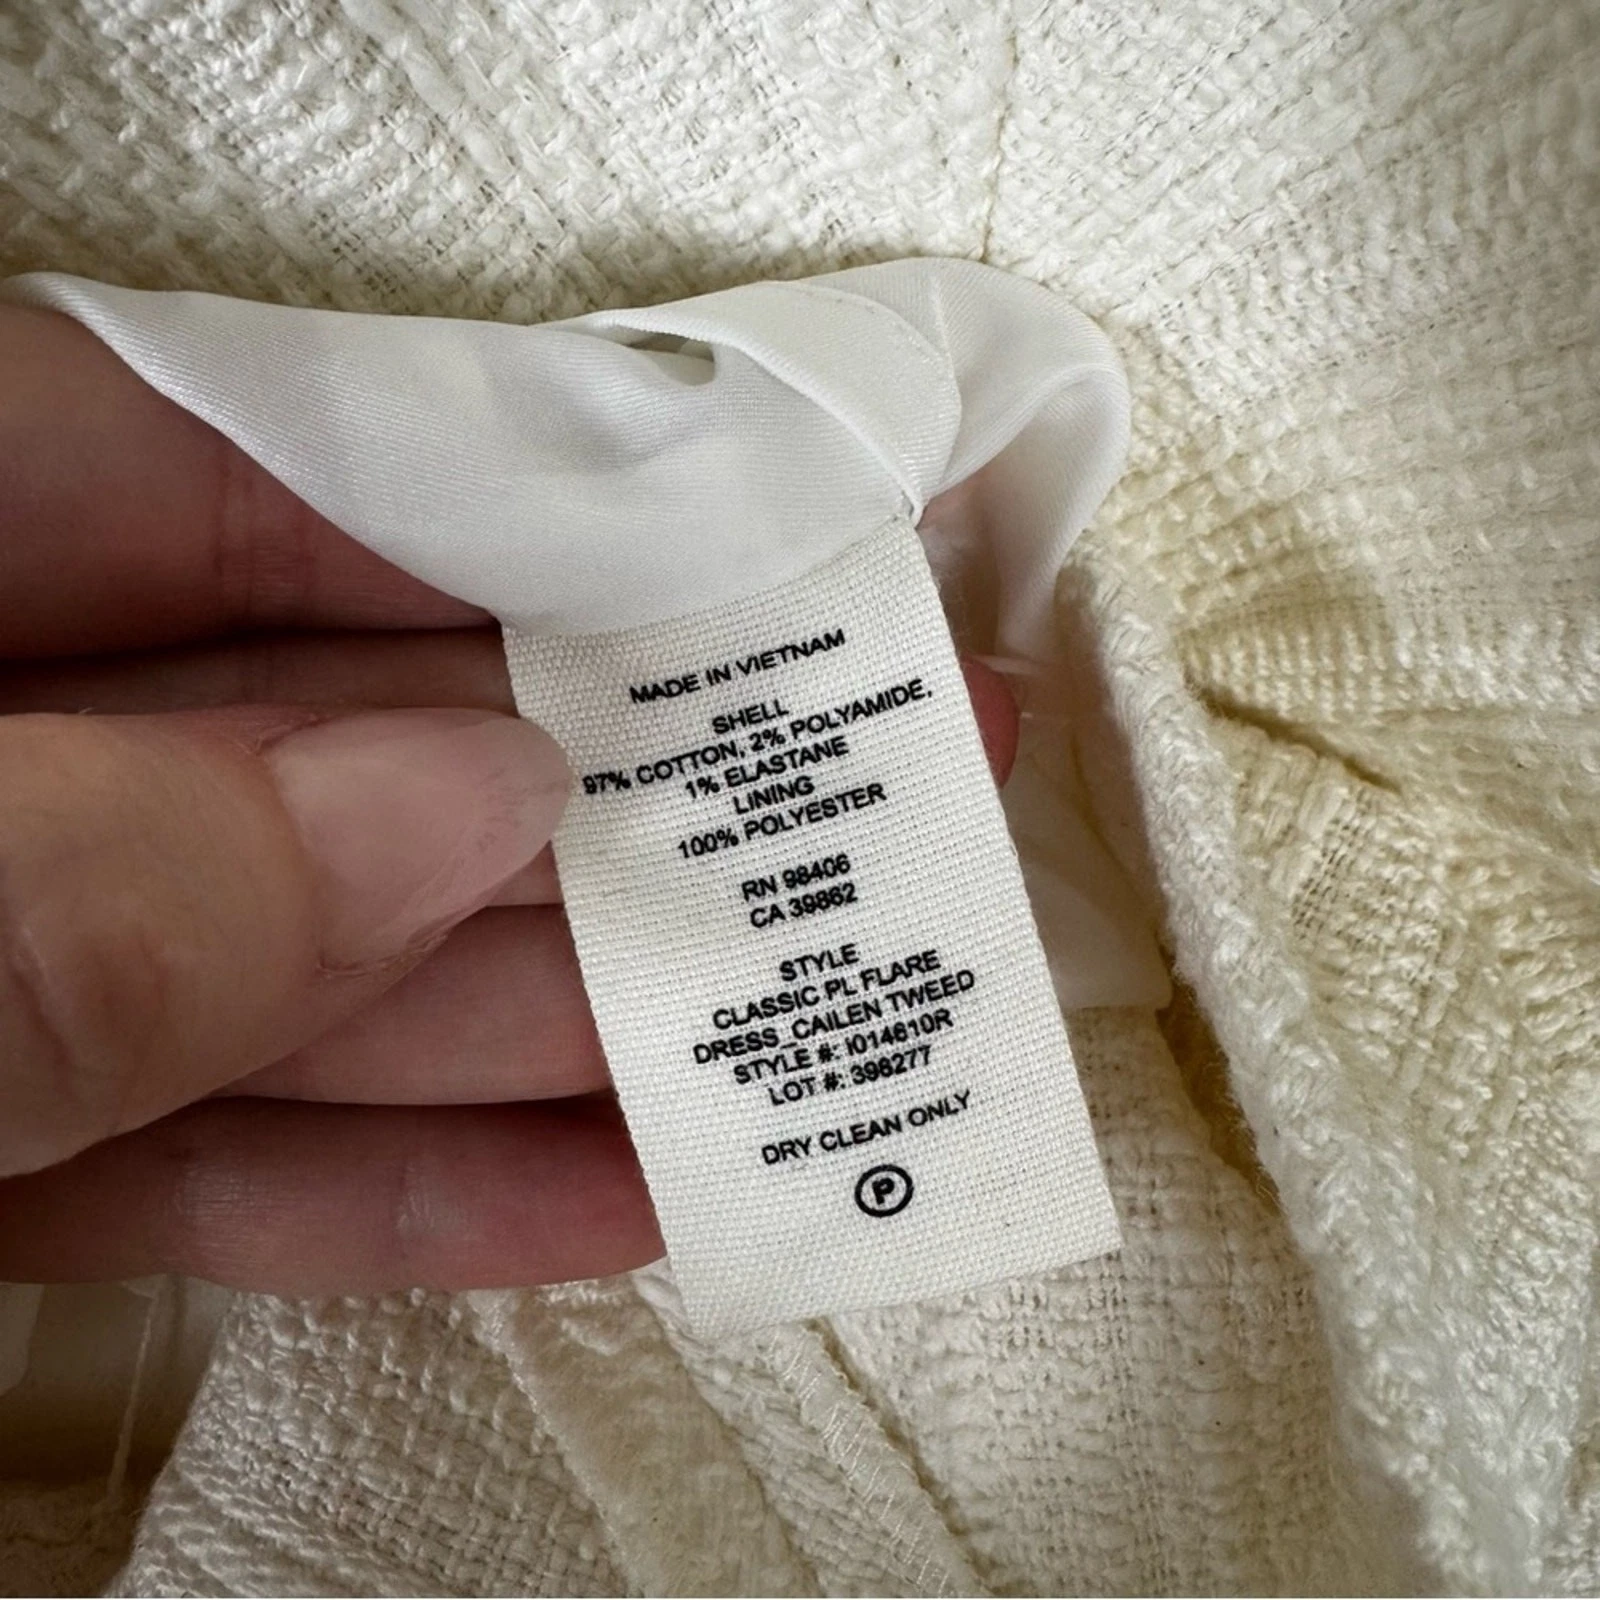 MADE IN VIETNAM
SHELL
97% COTTON, 2% POLYAMIDE,
1% ELASTANE
LINING
100% POLYESTER
RN 98406
CA 39862
STYLE
CLASSIC PL FLARE
DRESS_CAILEN TWEED
STYLE #: I014610R
LOT #: 396277
DRY CLEAN ONLY
P